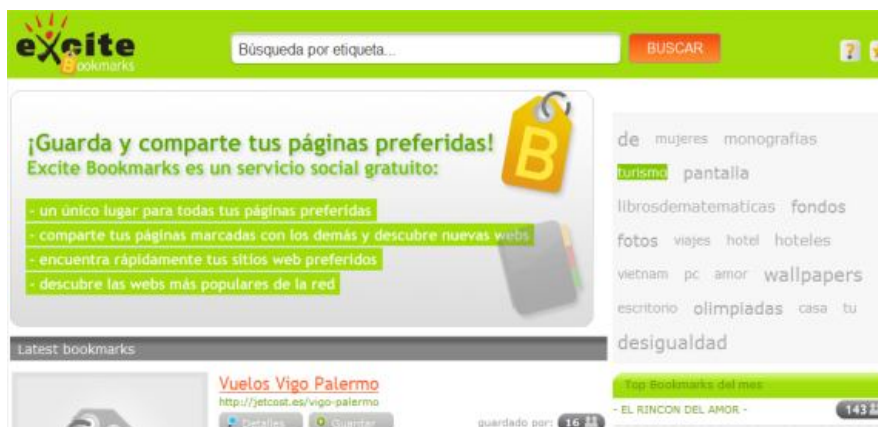 excite
Bookmarks
Búsqueda por etiqueta...
BUSCAR
?
¡Guarda y comparte tus páginas preferidas!
Excite Bookmarks es un servicio social gratuito:
- un único lugar para todas tus páginas preferidas
- comparte tus páginas marcadas con los demás y descubre nuevas webs
- encuentra rápidamente tus sitios web preferidos
- descubre las webs más populares de la red
B
de mujeres monografias
turismo pantalla
librosdematematicas fondos
fotos viajes hotel hoteles
vietnam pc amor wallpapers
escritorio olimpiadas casa tu
desigualdad
Latest bookmarks
Vuelos Vigo Palermo
http://jetcost.es/vigo-palermo
Detalles
Guardar
guardado por: 16
Top Bookmarks del mes
- EL RINCON DEL AMOR -
143